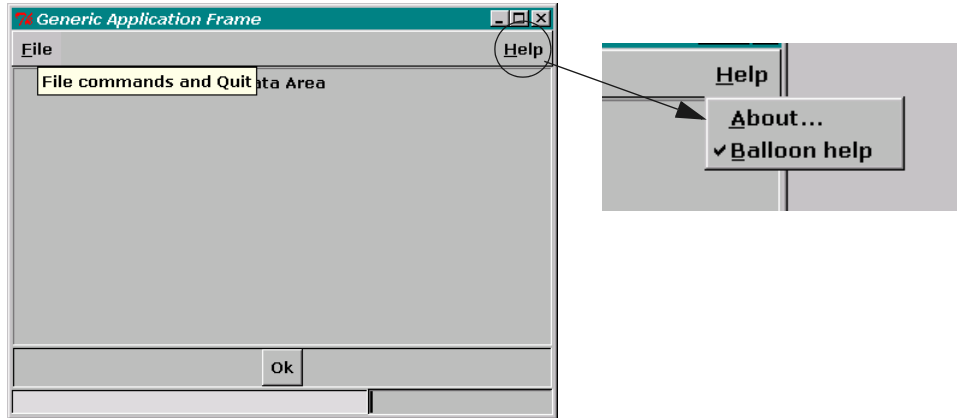 Generic Application Frame
File
Help
File commands and Quit
ata Area
Ok
Help
About...
Balloon help